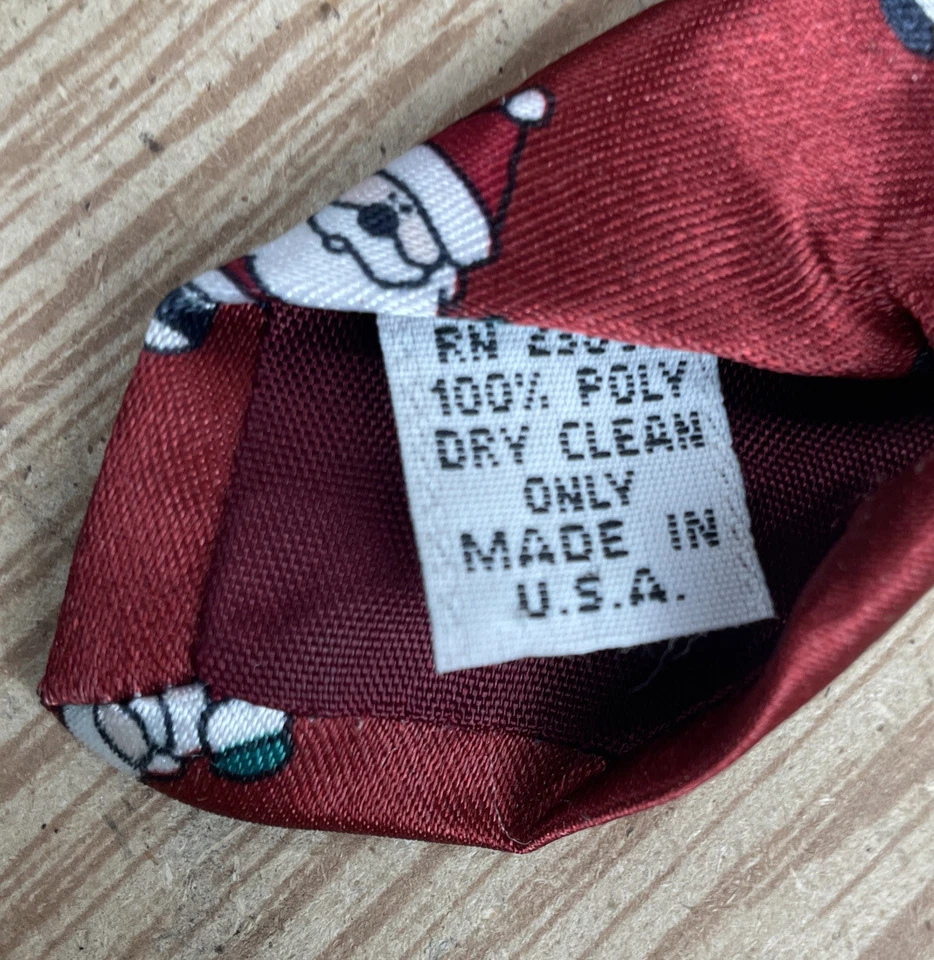 RN
100% POLY
DRY CLEAN
ONLY
MADE IN
U.S.A.